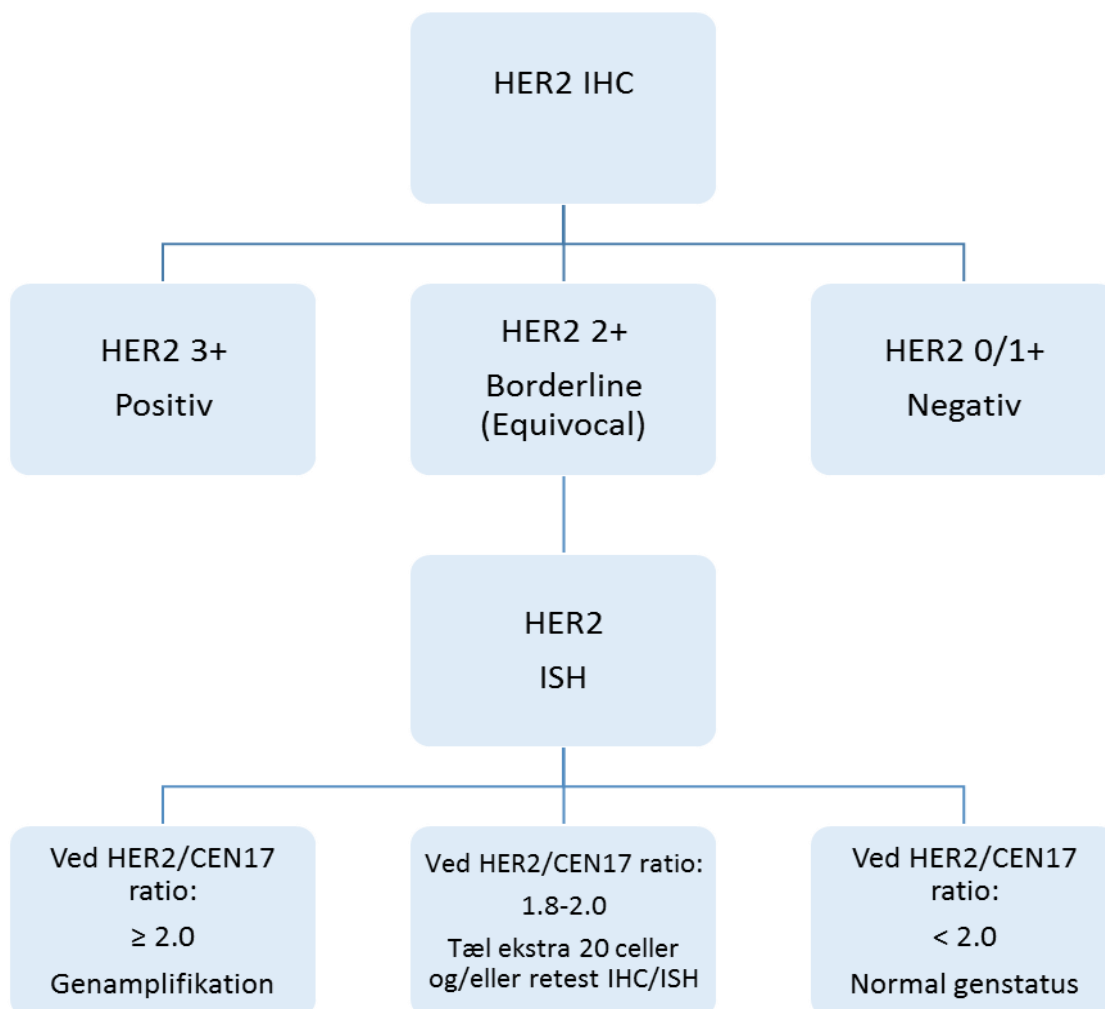 HER2 IHC
HER2 3+
Positiv
HER2 2+
Borderline
(Equivocal)
HER2 0/1+
Negativ
HER2
ISH
Ved HER2/CEN17
ratio:
≥ 2.0
Genamplifikation
Ved HER2/CEN17 ratio:
1.8-2.0
Tæl ekstra 20 celler
og/eller retest IHC/ISH
Ved HER2/CEN17
ratio:
< 2.0
Normal genstatus